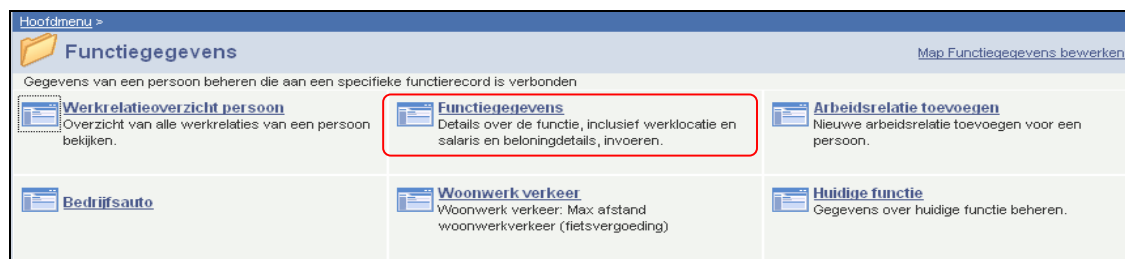 Hoofdmenu >
Functiegegevens
Map Functiegegevens bewerken
Gegevens van een persoon beheren die aan een specifieke functierecord is verbonden
Werkrelatieoverzicht persoon
Overzicht van alle werkrelaties van een persoon
bekijken.
Functiegegevens
Details over de functie, inclusief werklocatie en
salaris en beloningdetails, invoeren.
Arbeidsrelatie toevoegen
Nieuwe arbeidsrelatie toevoegen voor een
persoon.
Bedrijfsauto
Woonwerk verkeer
Woonwerk verkeer: Max afstand
woonwerkverkeer (fietsvergoeding)
Huidige functie
Gegevens over huidige functie beheren.